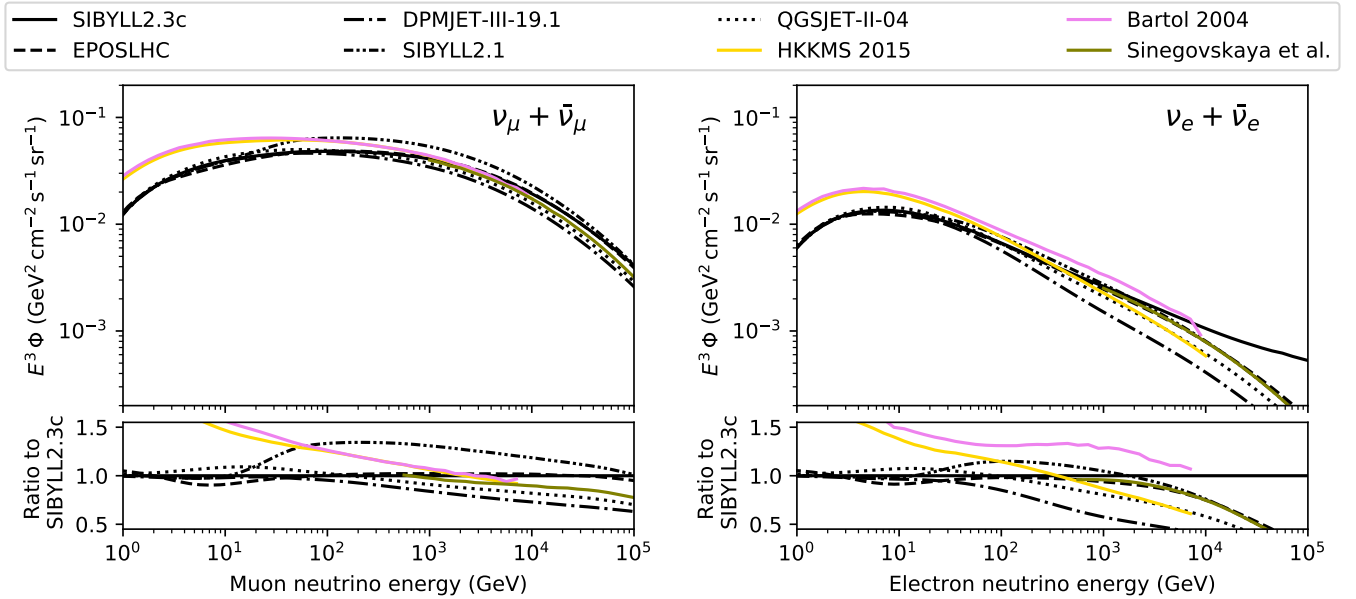 SIBYLL2.3c
EPOSLHC
DPMJET-III-19.1
SIBYLL2.1
QGSJET-II-04
HKKMS 2015
Bartol 2004
Sinegovskaya et al.
E³ Φ (GeV² cm⁻² s⁻¹ sr⁻¹)
10⁻¹
10⁻²
10⁻³
νμ + ν̄μ
Ratio to
SIBYLL2.3c
1.5
1.0
0.5
10⁰ 10¹ 10² 10³ 10⁴ 10⁵
Muon neutrino energy (GeV)
E³ Φ (GeV² cm⁻² s⁻¹ sr⁻¹)
10⁻¹
10⁻²
10⁻³
νₑ + ν̄ₑ
Ratio to
SIBYLL2.3c
1.5
1.0
0.5
10⁰ 10¹ 10² 10³ 10⁴ 10⁵
Electron neutrino energy (GeV)